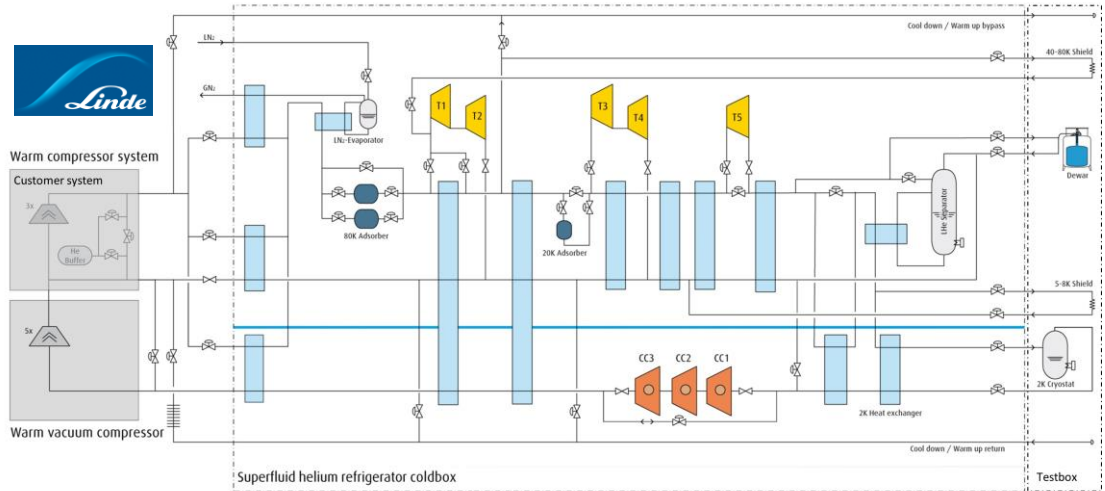 Linde
Warm compressor system
Customer system
3x
He
Buffer
5x
Warm vacuum compressor
LN₂
GN₂
LN₂-Evaporator
80K Adsorber
T1
T2
20K Adsorber
T3
T4
T5
LHe Separator
CC3
CC2
CC1
2K Heat exchanger
Superfluid helium refrigerator coldbox
Cool down / Warm up bypass
40-80K Shield
Dewar
5-8K Shield
2K Cryostat
Cool down / Warm up return
Testbox